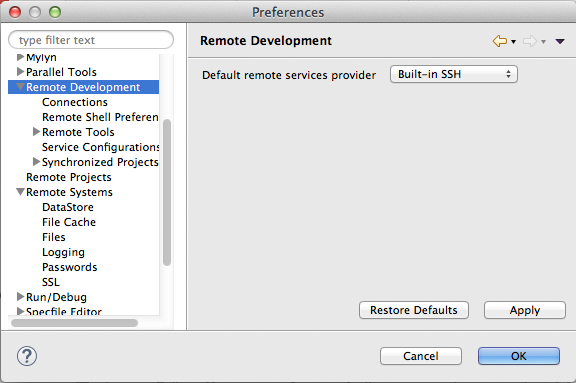 Preferences
type filter text
Mylyn
Parallel Tools
Remote Development
Connections
Remote Shell Preferen
Remote Tools
Service Configurations
Synchronized Projects
Remote Projects
Remote Systems
DataStore
File Cache
Files
Logging
Passwords
SSL
Run/Debug
Specfile Editor
Remote Development
Default remote services provider Built-in SSH
Restore Defaults Apply
? Cancel OK